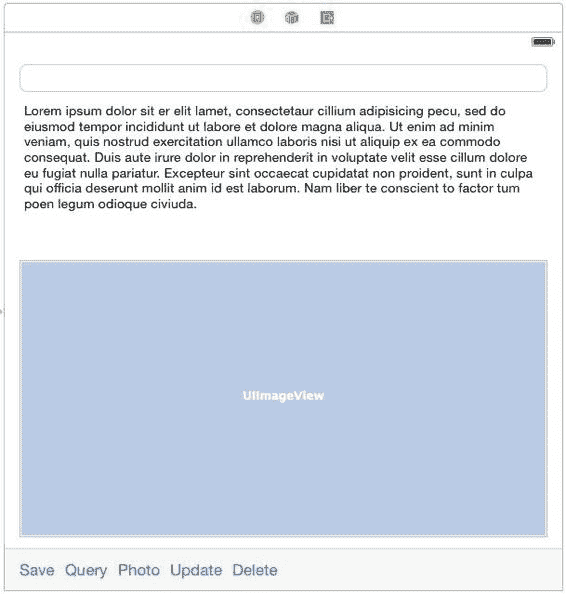 Lorem ipsum dolor sit er elit lamet, consectetaur cillium adipisicing pecu, sed do
eiusmod tempor incididunt ut labore et dolore magna aliqua. Ut enim ad minim
veniam, quis nostrud exercitation ullamco laboris nisi ut aliquip ex ea commodo
consequat. Duis aute irure dolor in reprehenderit in voluptate velit esse cillum dolore
eu fugiat nulla pariatur. Excepteur sint occaecat cupidatat non proident, sunt in culpa
qui officia deserunt mollit anim id est laborum. Nam liber te conscient to factor tum
poen legum odioque civiuda.
UIImageView
Save Query Photo Update Delete